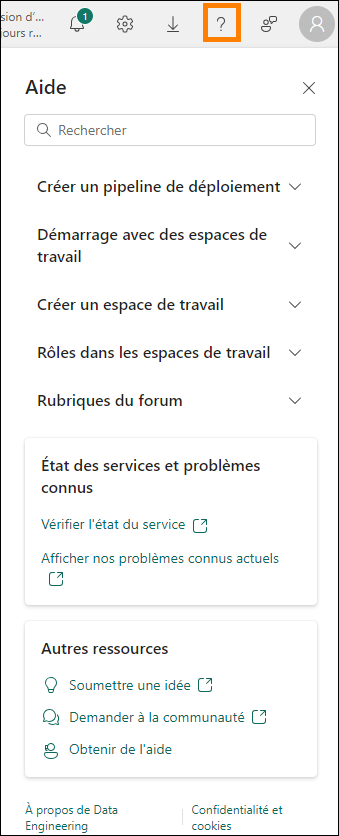 sion d'...
1
?
jours r...
Aide
Rechercher
Créer un pipeline de déploiement
Démarrage avec des espaces de
travail
Créer un espace de travail
Rôles dans les espaces de travail
Rubriques du forum
État des services et problèmes
connus
Vérifier l'état du service
Afficher nos problèmes connus actuels
Autres ressources
Soumettre une idée
Demander à la communauté
Obtenir de l'aide
À propos de Data
Engineering
Confidentialité et
cookies